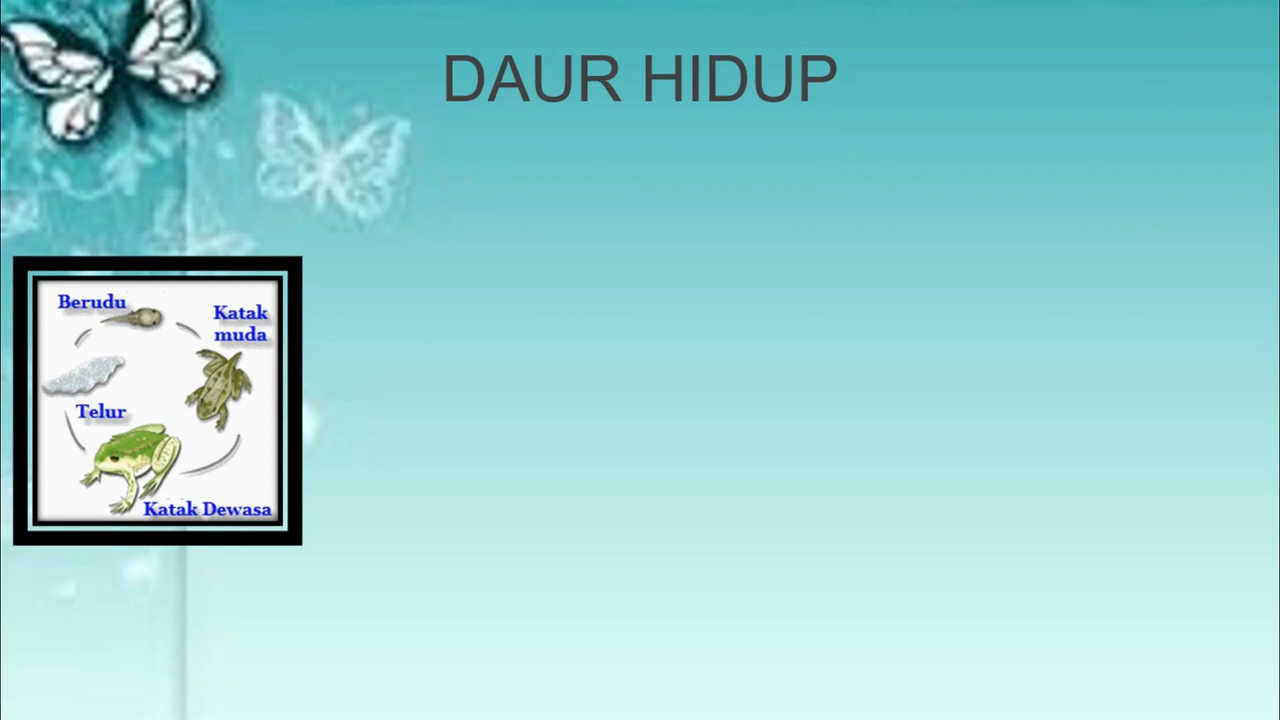 DAUR HIDUP
Berudu
Katak
muda
Telur
Katak Dewasa